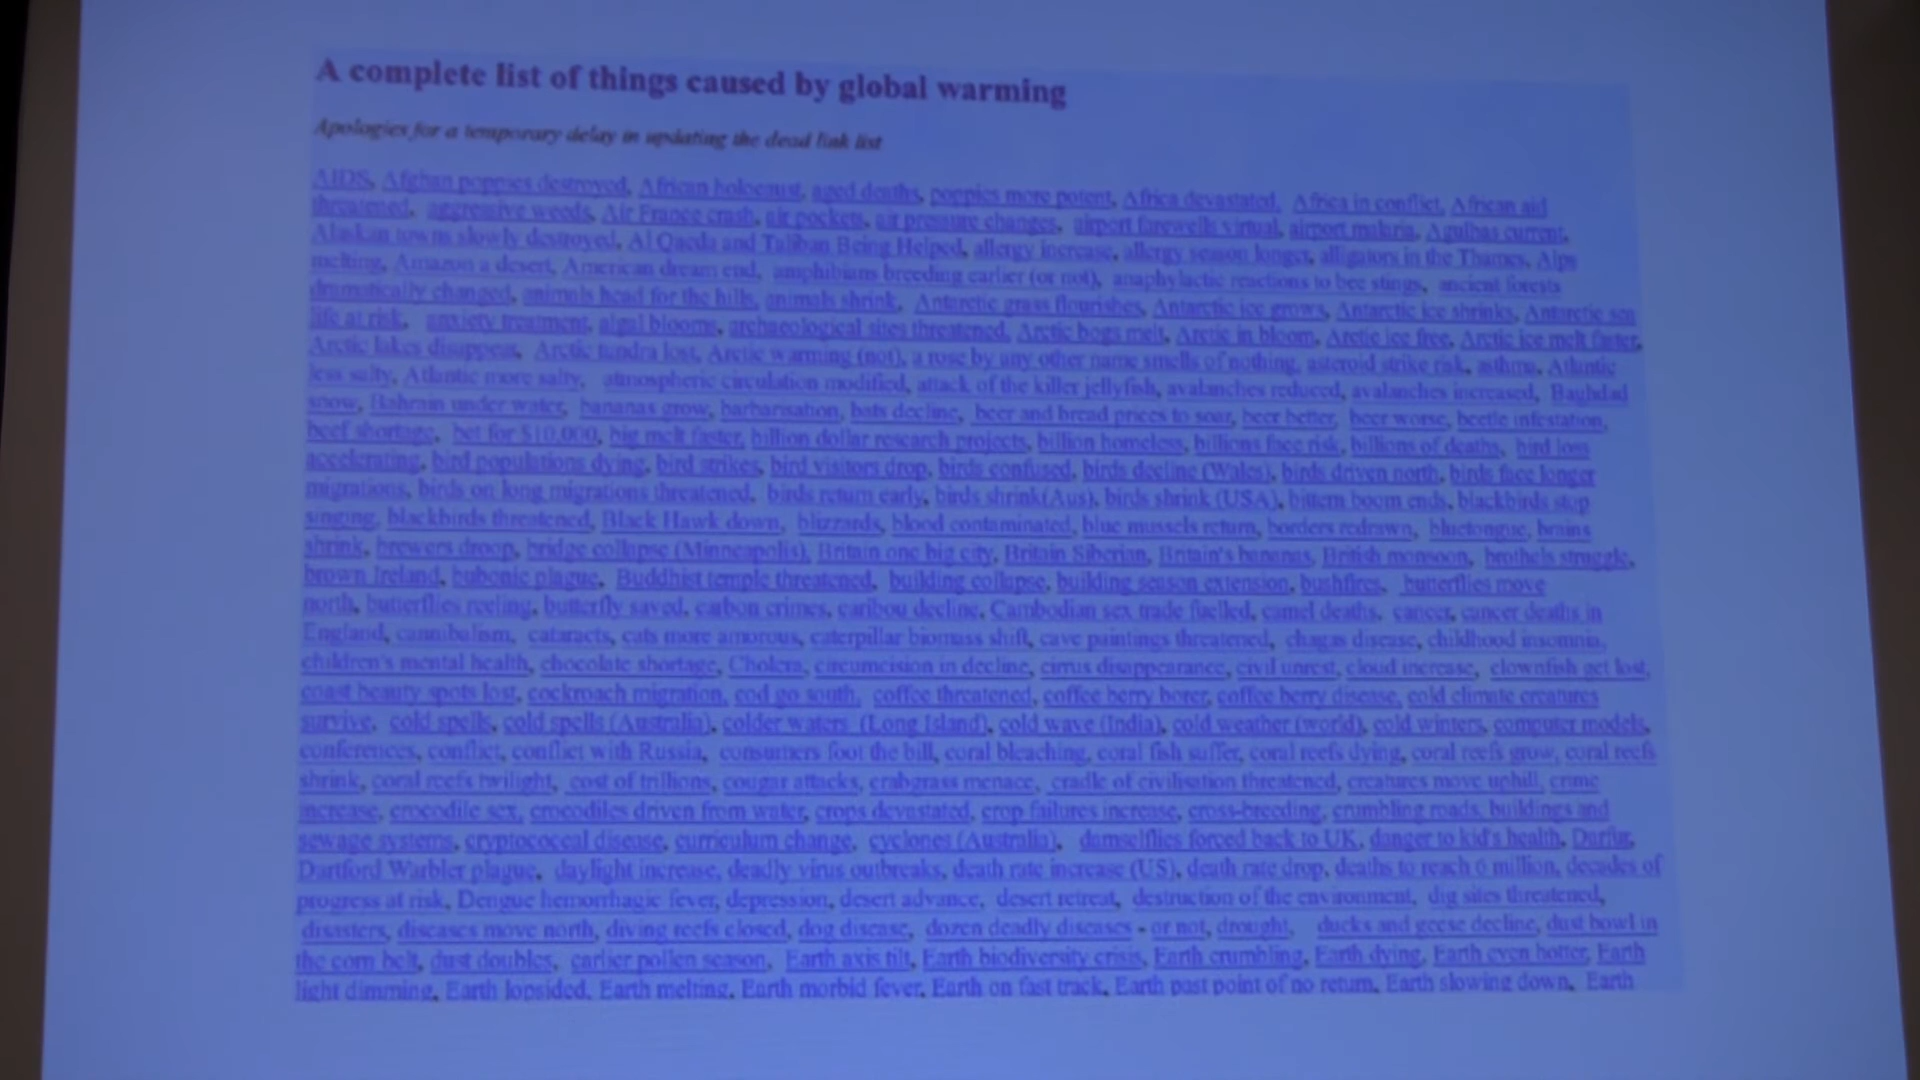 A complete list of things caused by global warming
Apologies for a temporary delay in updating the dead link list
AIDS, Afghan poppies destroyed, African holocaust, aged deaths, poppies more potent, Africa devastated, Africa in conflict, African aid
threatened, aggressive weeds, Air France crash, air pockets, air pressure changes, airport farewells virtual, airport malaria, Agulhas current,
Alaskan towns slowly destroyed, Al Qaeda and Taliban Being Helped, allergy increase, allergy season longer, alligators in the Thames, Alps
melting, Amazon a desert, American dream end, amphibians breeding earlier (or not), anaphylactic reactions to bee stings, ancient forests
dramatically changed, animals head for the hills, animals shrink, Antarctic grass flourishes, Antarctic ice grows, Antarctic ice shrinks, Antarctic sea
life at risk, anxiety treatment, algal blooms, archaeological sites threatened, Arctic bogs melt, Arctic in bloom, Arctic ice free, Arctic ice melt faster,
Arctic lakes disappear, Arctic tundra lost, Arctic warming (not), a rose by any other name smells of nothing, asteroid strike risk, asthma, Atlantic
less salty, Atlantic more salty, atmospheric circulation modified, attack of the killer jellyfish, avalanches reduced, avalanches increased, Baghdad
snow, Bahrain under water, bananas grow, barbarisation, bats decline, beer and bread prices to soar, beer better, beer worse, beetle infestation,
beef shortage, bet for $10,000, big melt faster, billion dollar research projects, billion homeless, billions face risk, billions of deaths, bird loss
accelerating, bird populations dying, bird strikes, bird visitors drop, birds confused, birds decline (Wales), birds driven north, birds face longer
migrations, birds on long migrations threatened, birds return early, birds shrink(Aus), birds shrink (USA), bittern boom ends, blackbirds stop
singing, blackbirds threatened, Black Hawk down, blizzards, blood contaminated, blue mussels return, borders redrawn, bluetongue, brains
shrink, brewers droop, bridge collapse (Minneapolis), Britain one big city, Britain Siberian, Britain's bananas, British monsoon, brothels struggle,
brown Ireland, bubonic plague, Buddhist temple threatened, building collapse, building season extension, bushfires, butterflies move
north, butterflies reeling, butterfly saved, carbon crimes, caribou decline, Cambodian sex trade fuelled, camel deaths, cancer, cancer deaths in
England, cannibalism, cataracts, cats more amorous, caterpillar biomass shift, cave paintings threatened, chagas disease, childhood insomnia,
children's mental health, chocolate shortage, Cholera, circumcision in decline, cirrus disappearance, civil unrest, cloud increase, clownfish get lost,
coast beauty spots lost, cockroach migration, cod go south, coffee threatened, coffee berry borer, coffee berry disease, cold climate creatures
survive, cold spells, cold spells (Australia), colder waters (Long Island), cold wave (India), cold weather (world), cold winters, computer models,
conferences, conflict, conflict with Russia, consumers foot the bill, coral bleaching, coral fish suffer, coral reefs dying, coral reefs grow, coral reefs
shrink, coral reefs twilight, cost of trillions, cougar attacks, crabgrass menace, cradle of civilisation threatened, creatures move uphill, crime
increase, crocodile sex, crocodiles driven from water, crops devastated, crop failures increase, cross-breeding, crumbling roads, buildings and
sewage systems, cryptococcal disease, curriculum change, cyclones (Australia), damselflies forced back to UK, danger to kid's health, Darfur,
Dartford Warbler plague, daylight increase, deadly virus outbreaks, death rate increase (US), death rate drop, deaths to reach 6 million, decades of
progress at risk, Dengue hemorrhagic fever, depression, desert advance, desert retreat, destruction of the environment, dig sites threatened,
disasters, diseases move north, diving reefs closed, dog disease, dozen deadly diseases - or not, drought, ducks and geese decline, dust bowl in
the corn belt, dust doubles, earlier pollen season, Earth axis tilt, Earth biodiversity crisis, Earth crumbling, Earth dying, Earth even hotter, Earth
light dimming, Earth lopsided, Earth melting, Earth morbid fever, Earth on fast track, Earth past point of no return, Earth slowing down, Earth